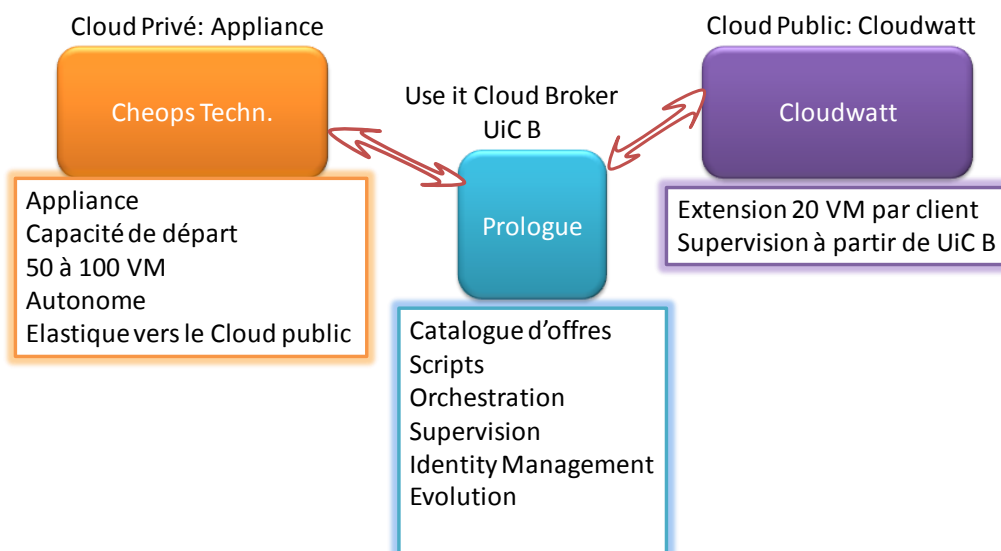 Cloud Privé: Appliance
Cheops Techn.
Appliance
Capacité de départ
50 à 100 VM
Autonome
Elastique vers le Cloud public
Use it Cloud Broker
UiC B
Prologue
Catalogue d’offres
Scripts
Orchestration
Supervision
Identity Management
Evolution
Cloud Public: Cloudwatt
Cloudwatt
Extension 20 VM par client
Supervision à partir de UiC B